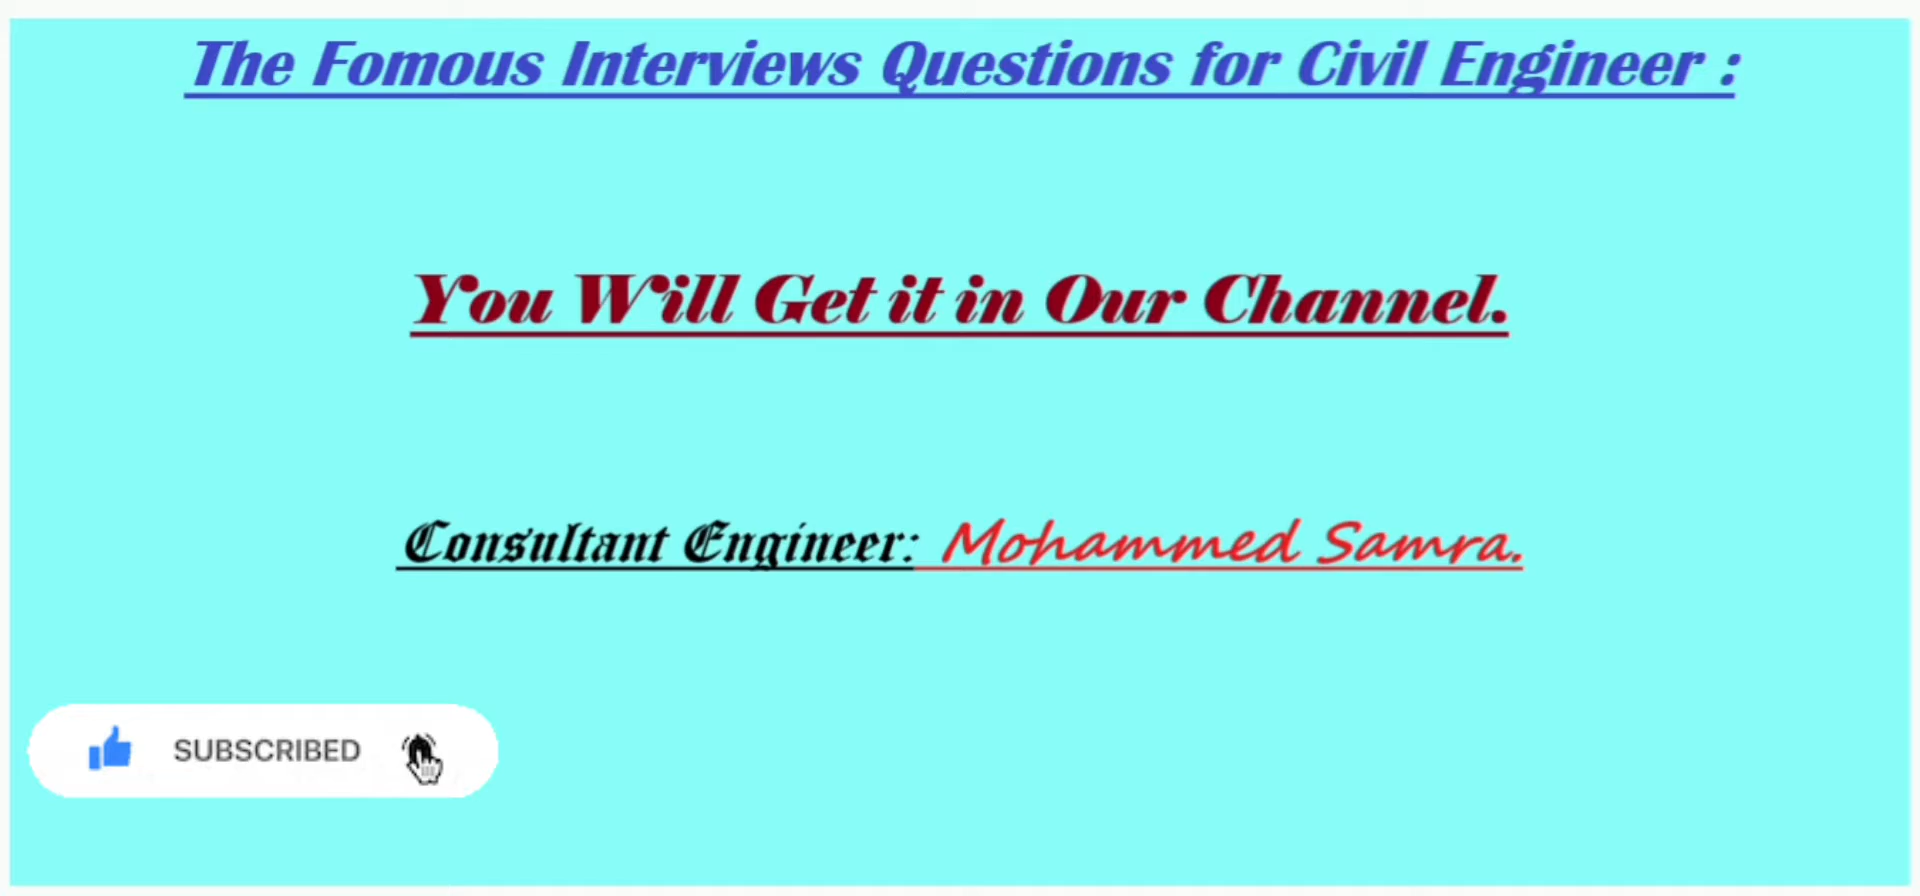 The Fomous Interviews Questions for Civil Engineer :
You Will Get it in Our Channel.
Consultant Engineer: Mohammed Samra.
SUBSCRIBED